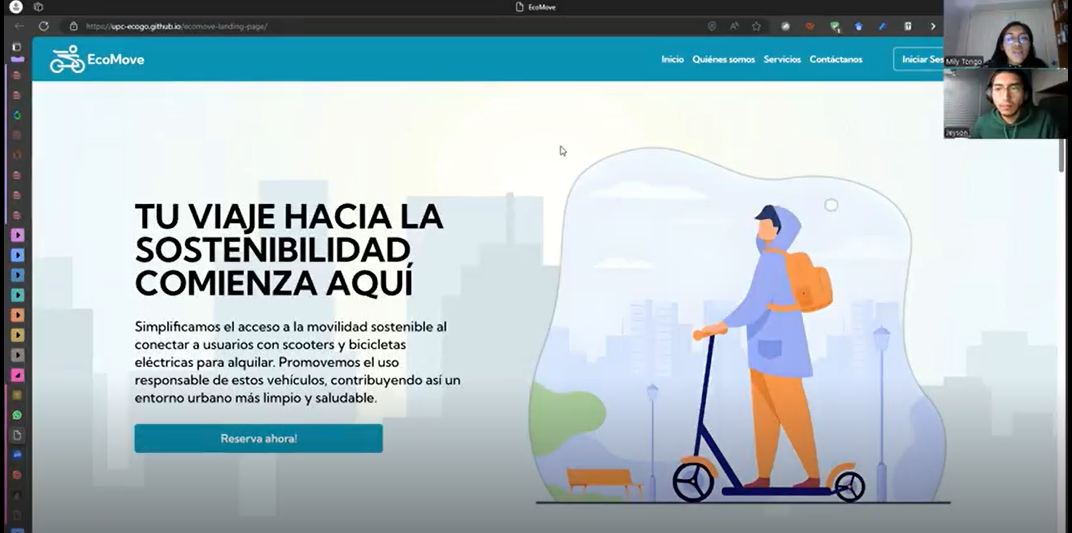 EcoMove
https://upc-ecogo.github.io/ecomove-landing-page/
EcoMove
Inicio
Quiénes somos
Servicios
Contáctanos
Iniciar Ses
Mily Tongo
Jeyson
TU VIAJE HACIA LA
SOSTENIBILIDAD
COMIENZA AQUÍ
Simplificamos el acceso a la movilidad sostenible al
conectar a usuarios con scooters y bicicletas
eléctricas para alquilar. Promovemos el uso
responsable de estos vehículos, contribuyendo así un
entorno urbano más limpio y saludable.
Reserva ahora!